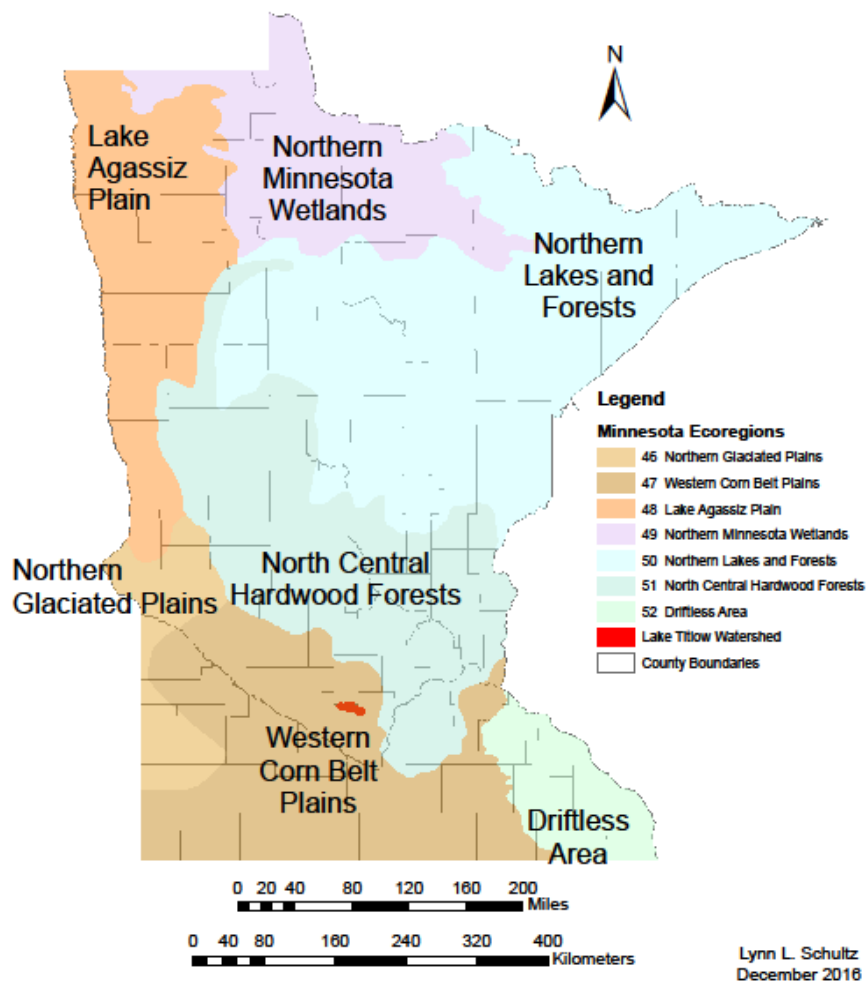 N
Lake
Agassiz
Plain
Northern
Minnesota
Wetlands
Northern
Lakes and
Forests
Legend
Minnesota Ecoregions
46 Northern Glaciated Plains
47 Western Corn Belt Plains
48 Lake Agassiz Plain
49 Northern Minnesota Wetlands
50 Northern Lakes and Forests
51 North Central Hardwood Forests
52 Driftless Area
Lake Titlow Watershed
County Boundaries
North Central
Hardwood Forests
Northern
Glaciated Plains
Western
Corn Belt
Plains
Driftless
Area
0 20 40 80 120 160 200
Miles
0 40 80 160 240 320 400
Kilometers
Lynn L. Schultz
December 2016